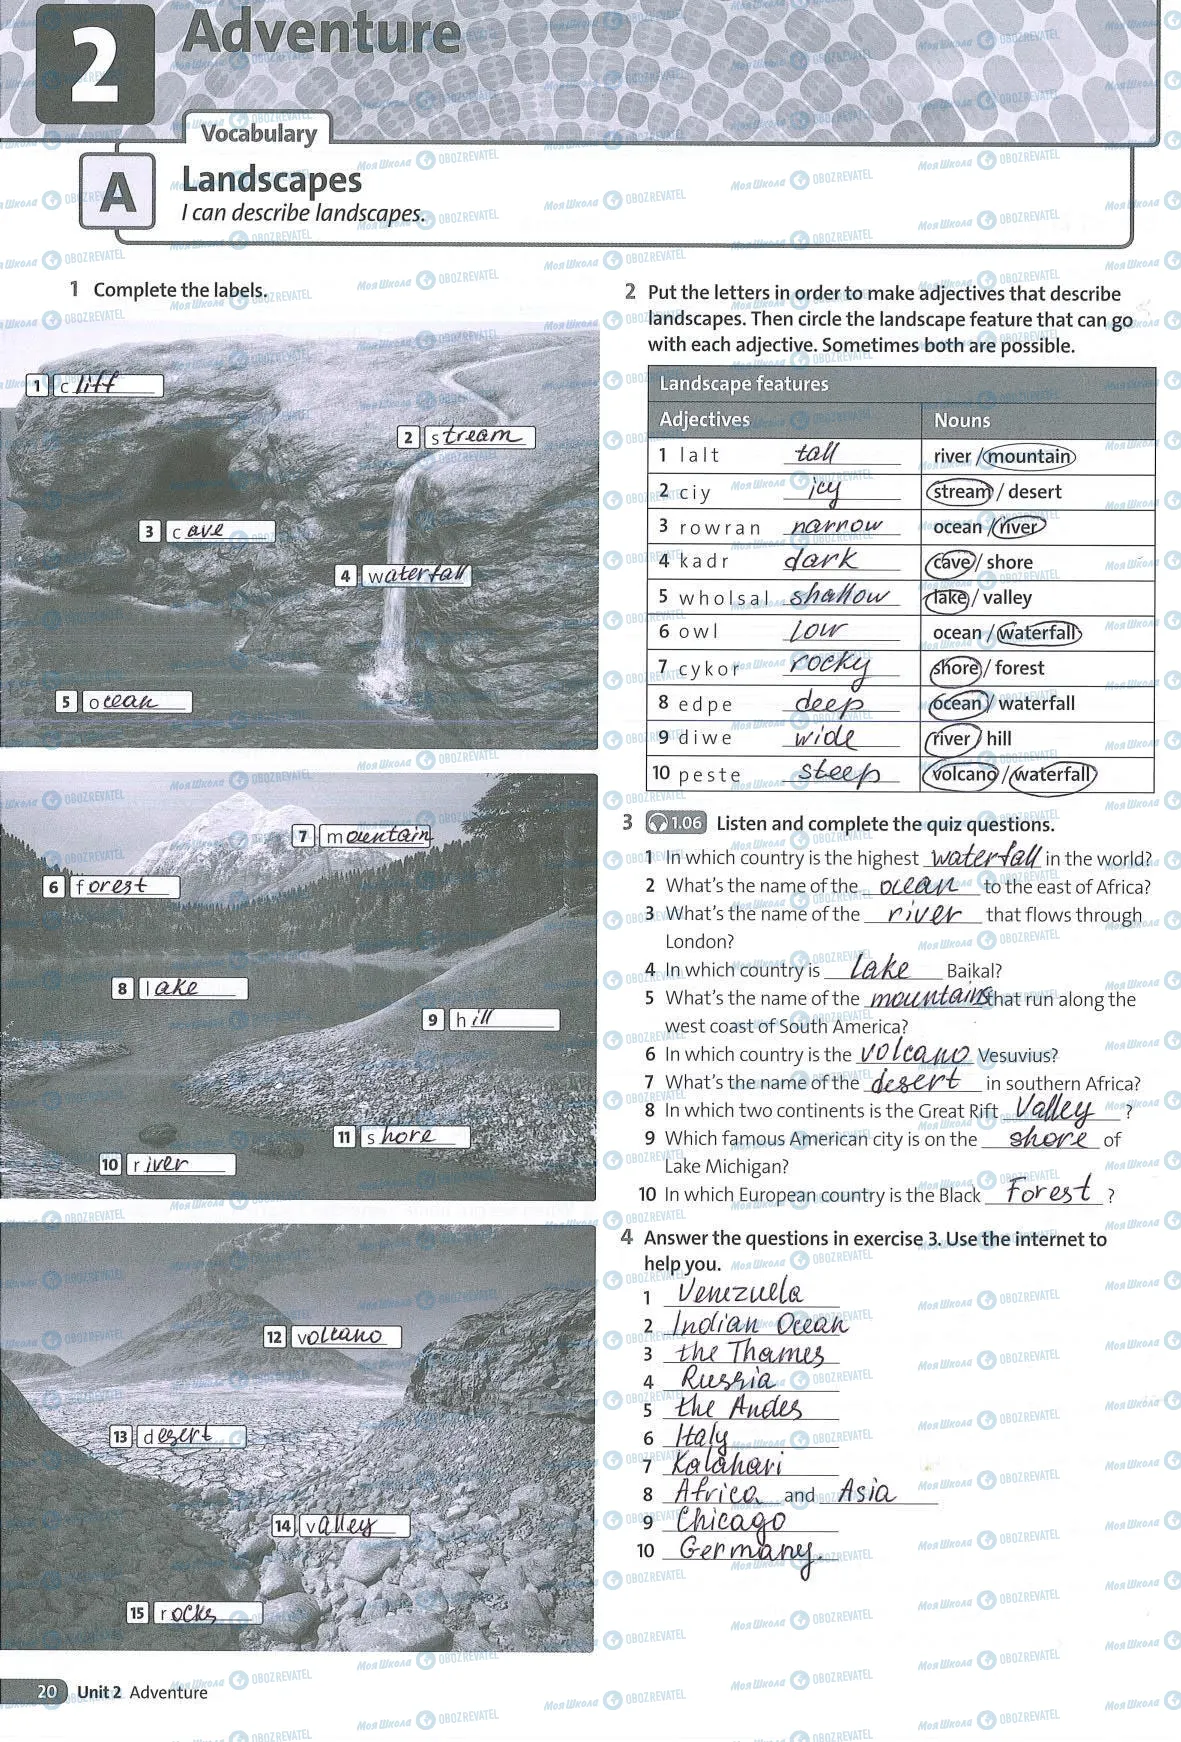 2
Adventure
Vocabulary
A
Landscapes
I can describe landscapes.
1 Complete the labels.
1 cliff
2 stream
3 cave
4 waterfall
5 ocean
7 mountain
6 forest
8 lake
9 hill
11 shore
10 river
12 volcano
13 desert
14 valley
15 rocks
2 Put the letters in order to make adjectives that describe
landscapes. Then circle the landscape feature that can go
with each adjective. Sometimes both are possible.
Landscape features
Adjectives Nouns
1 l a l t tall river / mountain
2 c i y icy stream / desert
3 r o w r a n narrow ocean / river
4 k a d r dark cave / shore
5 w h o l s a l shallow lake / valley
6 o w l low ocean / waterfall
7 c y k o r rocky shore / forest
8 e d p e deep ocean / waterfall
9 d i w e wide river / hill
10 p e s t e steep volcano / waterfall
3 1.06 Listen and complete the quiz questions.
1 In which country is the highest waterfall in the world?
2 What's the name of the ocean to the east of Africa?
3 What's the name of the river that flows through
London?
4 In which country is lake Baikal?
5 What's the name of the mountains that run along the
west coast of South America?
6 In which country is the volcano Vesuvius?
7 What's the name of the desert in southern Africa?
8 In which two continents is the Great Rift Valley ?
9 Which famous American city is on the shore of
Lake Michigan?
10 In which European country is the Black Forest ?
4 Answer the questions in exercise 3. Use the internet to
help you.
1 Venezuela
2 Indian Ocean
3 the Thames
4 Russia
5 the Andes
6 Italy
7 Kalahari
8 Africa and Asia
9 Chicago
10 Germany.
20 Unit 2 Adventure
Моя Школа OBOZREVATEL